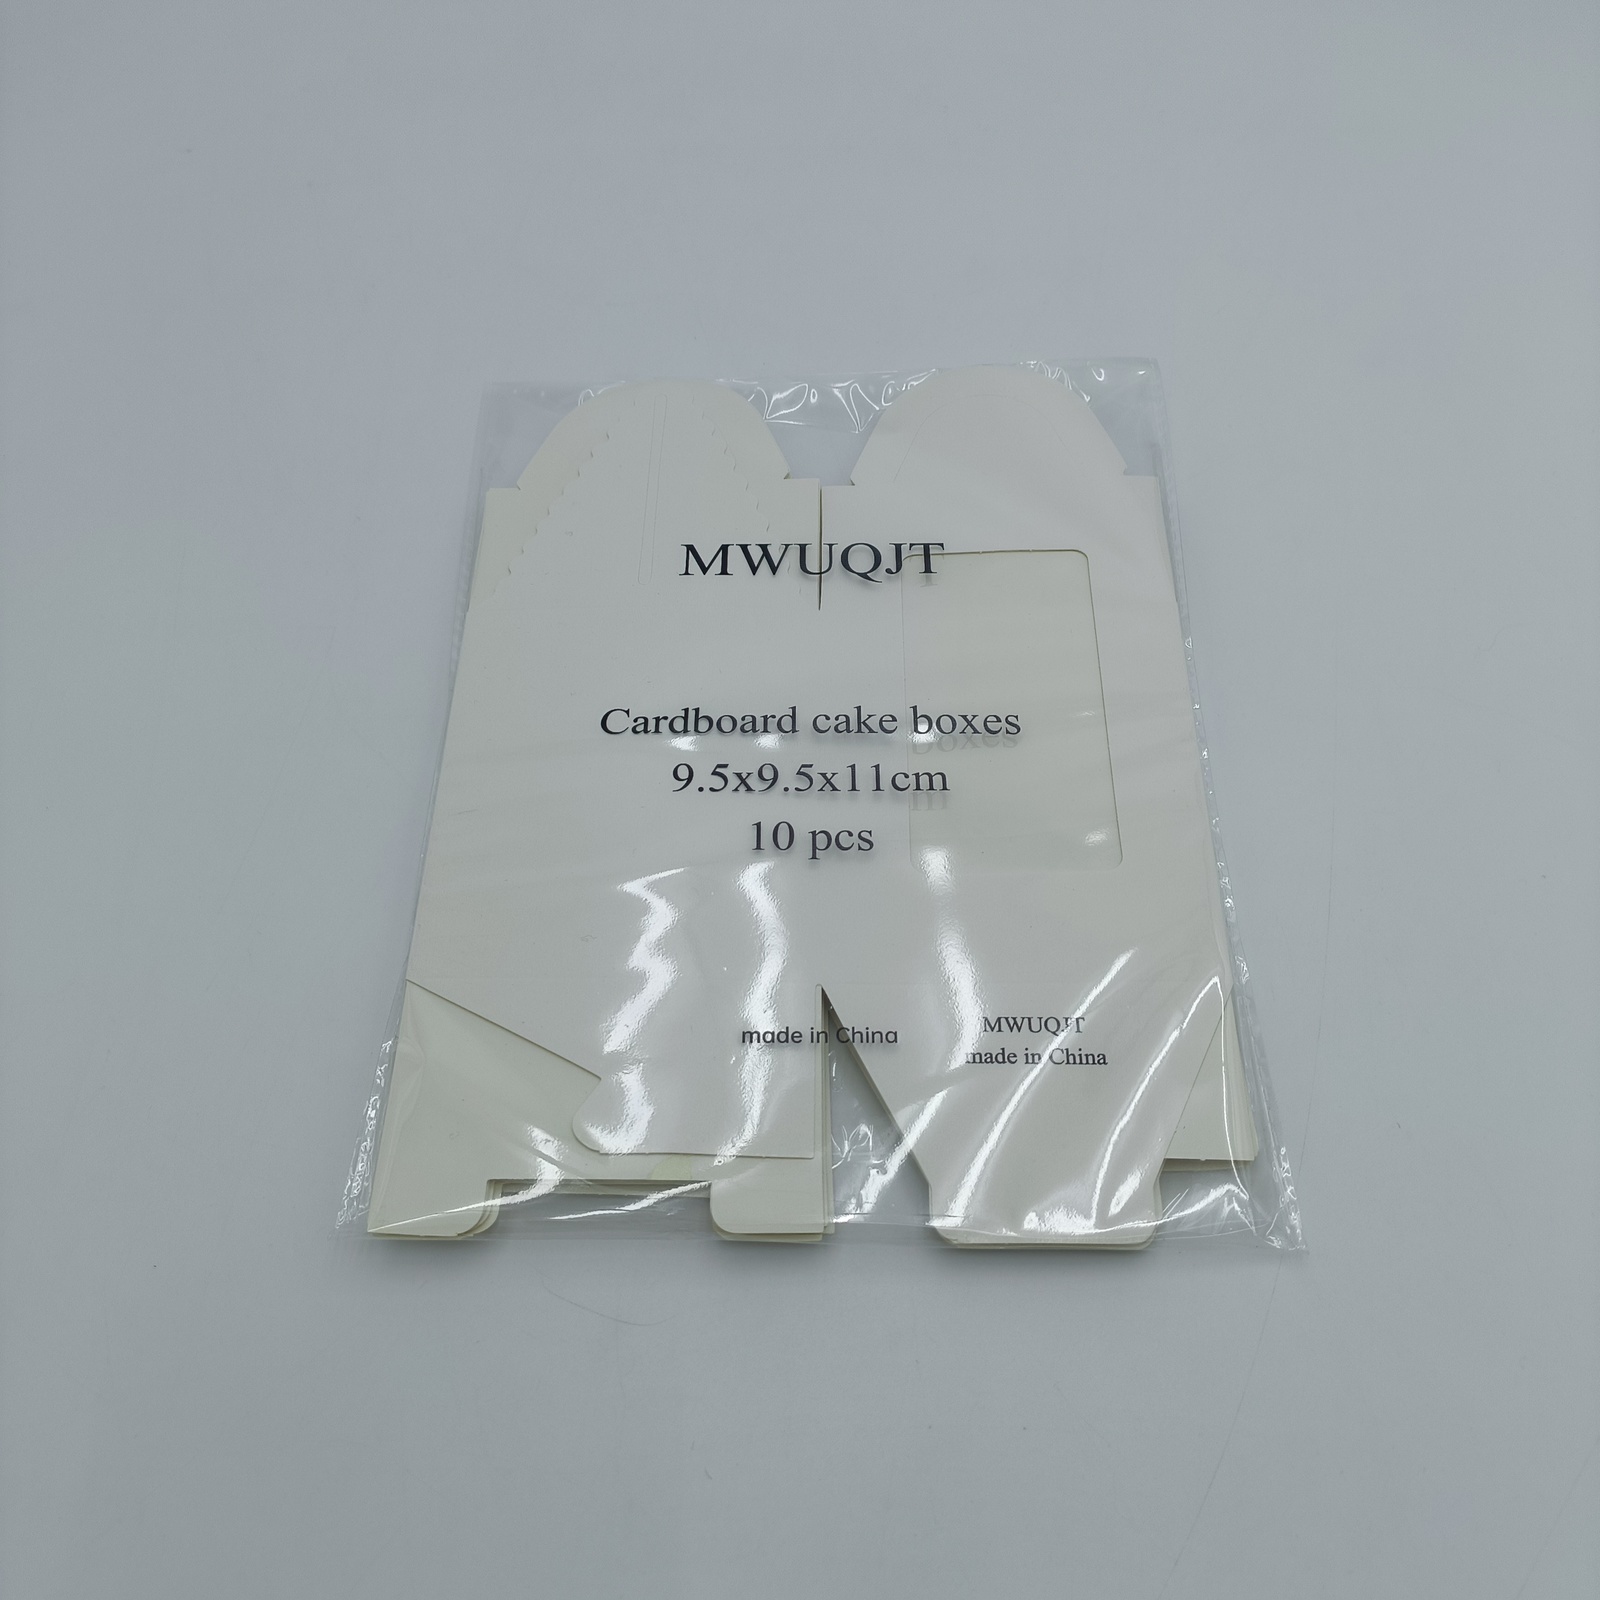 MWUQJT
Cardboard cake boxes
9.5x9.5x11cm
10 pcs
made in China
MWUQJT
made in China